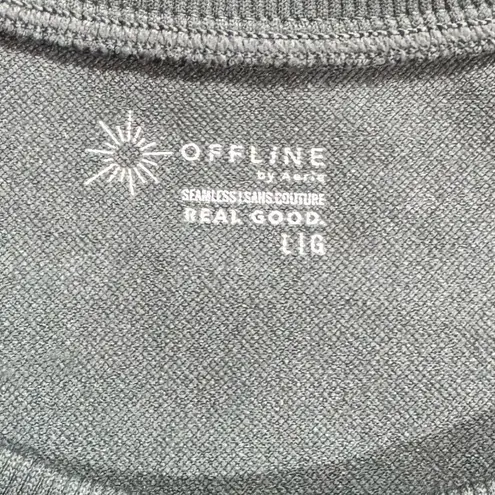 OFFLINE
by Aerie
SEAMLESS | SANS COUTURE
REAL GOOD.
L | G